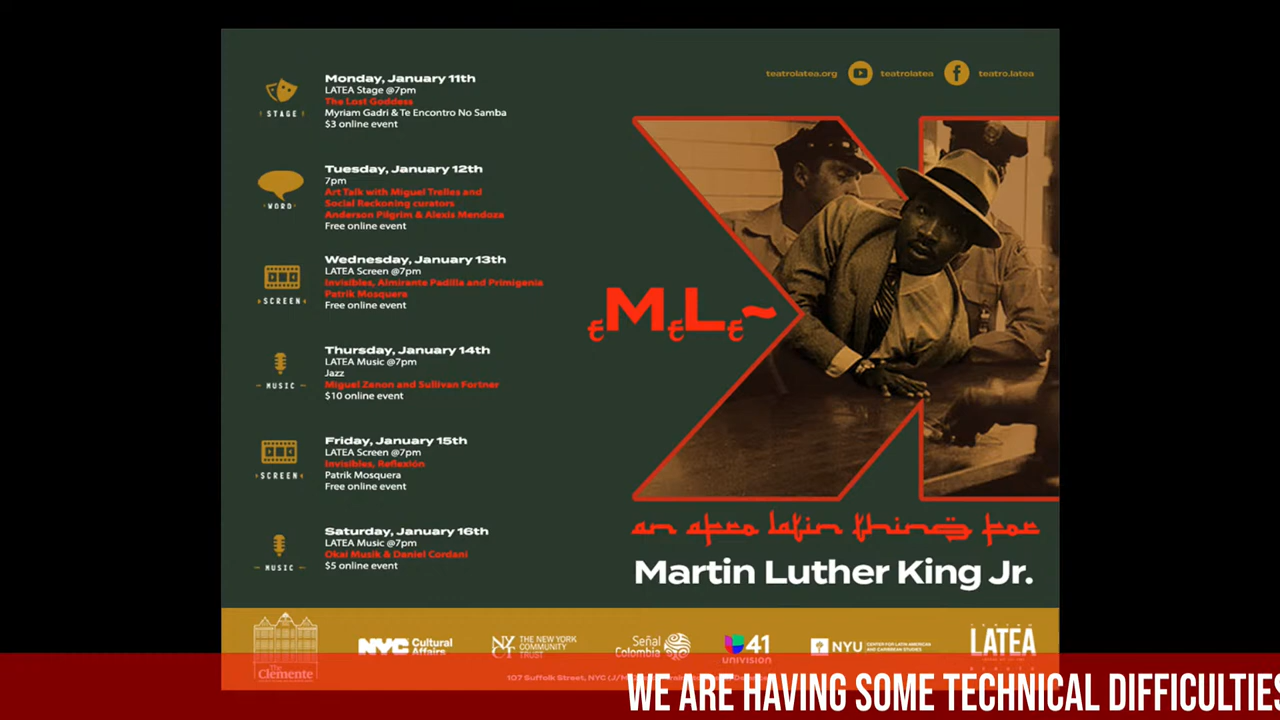 Monday, January 11th
LATEA Stage @7pm
The Lost Goddess
Myriam Gadri & Te Encontro No Samba
$3 online event
STAGE
Tuesday, January 12th
7pm
Art Talk with Miguel Trelles and
Social Reckoning curators
Anderson Pilgrim & Alexis Mendoza
Free online event
WORD
Wednesday, January 13th
LATEA Screen @7pm
Invisibles, Almirante Padilla and Primigenia
Patrik Mosquera
Free online event
SCREEN
Thursday, January 14th
LATEA Music @7pm
Jazz
Miguel Zenon and Sullivan Fortner
$10 online event
MUSIC
Friday, January 15th
LATEA Screen @7pm
Invisibles, Reflexión
Patrik Mosquera
Free online event
SCREEN
Saturday, January 16th
LATEA Music @7pm
Okai Musik & Daniel Cordani
$5 online event
MUSIC
teatrolatea.org teatrolatea teatro.latea
εMεLε~
an afro latin thing for
Martin Luther King Jr.
The
Clemente
NYC Cultural
Affairs
NYCT THE NEW YORK
COMMUNITY
TRUST
Señal
Colombia
41
UNIVISION
NYU CENTER FOR LATIN AMERICAN
AND CARIBBEAN STUDIES
LATEA
107 Suffolk Street, NYC
WE ARE HAVING SOME TECHNICAL DIFFICULTIES